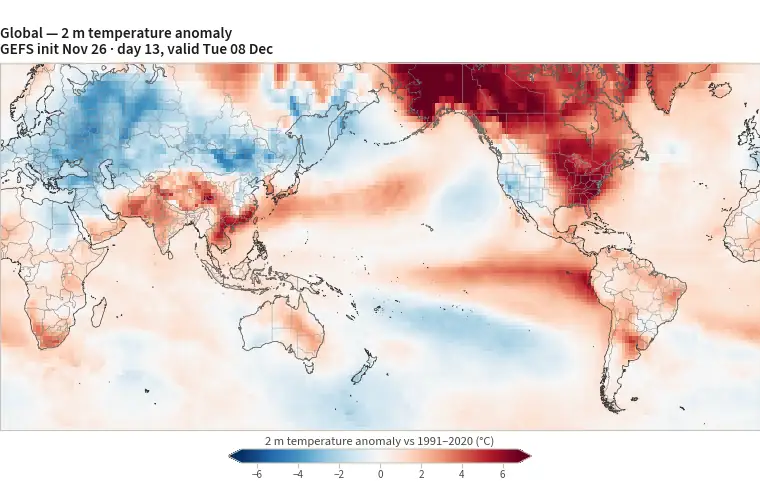 Global — 2 m temperature anomaly
GEFS init Nov 26 · day 13, valid Tue 08 Dec
2 m temperature anomaly vs 1991–2020 (°C)
−6 −4 −2 0 2 4 6